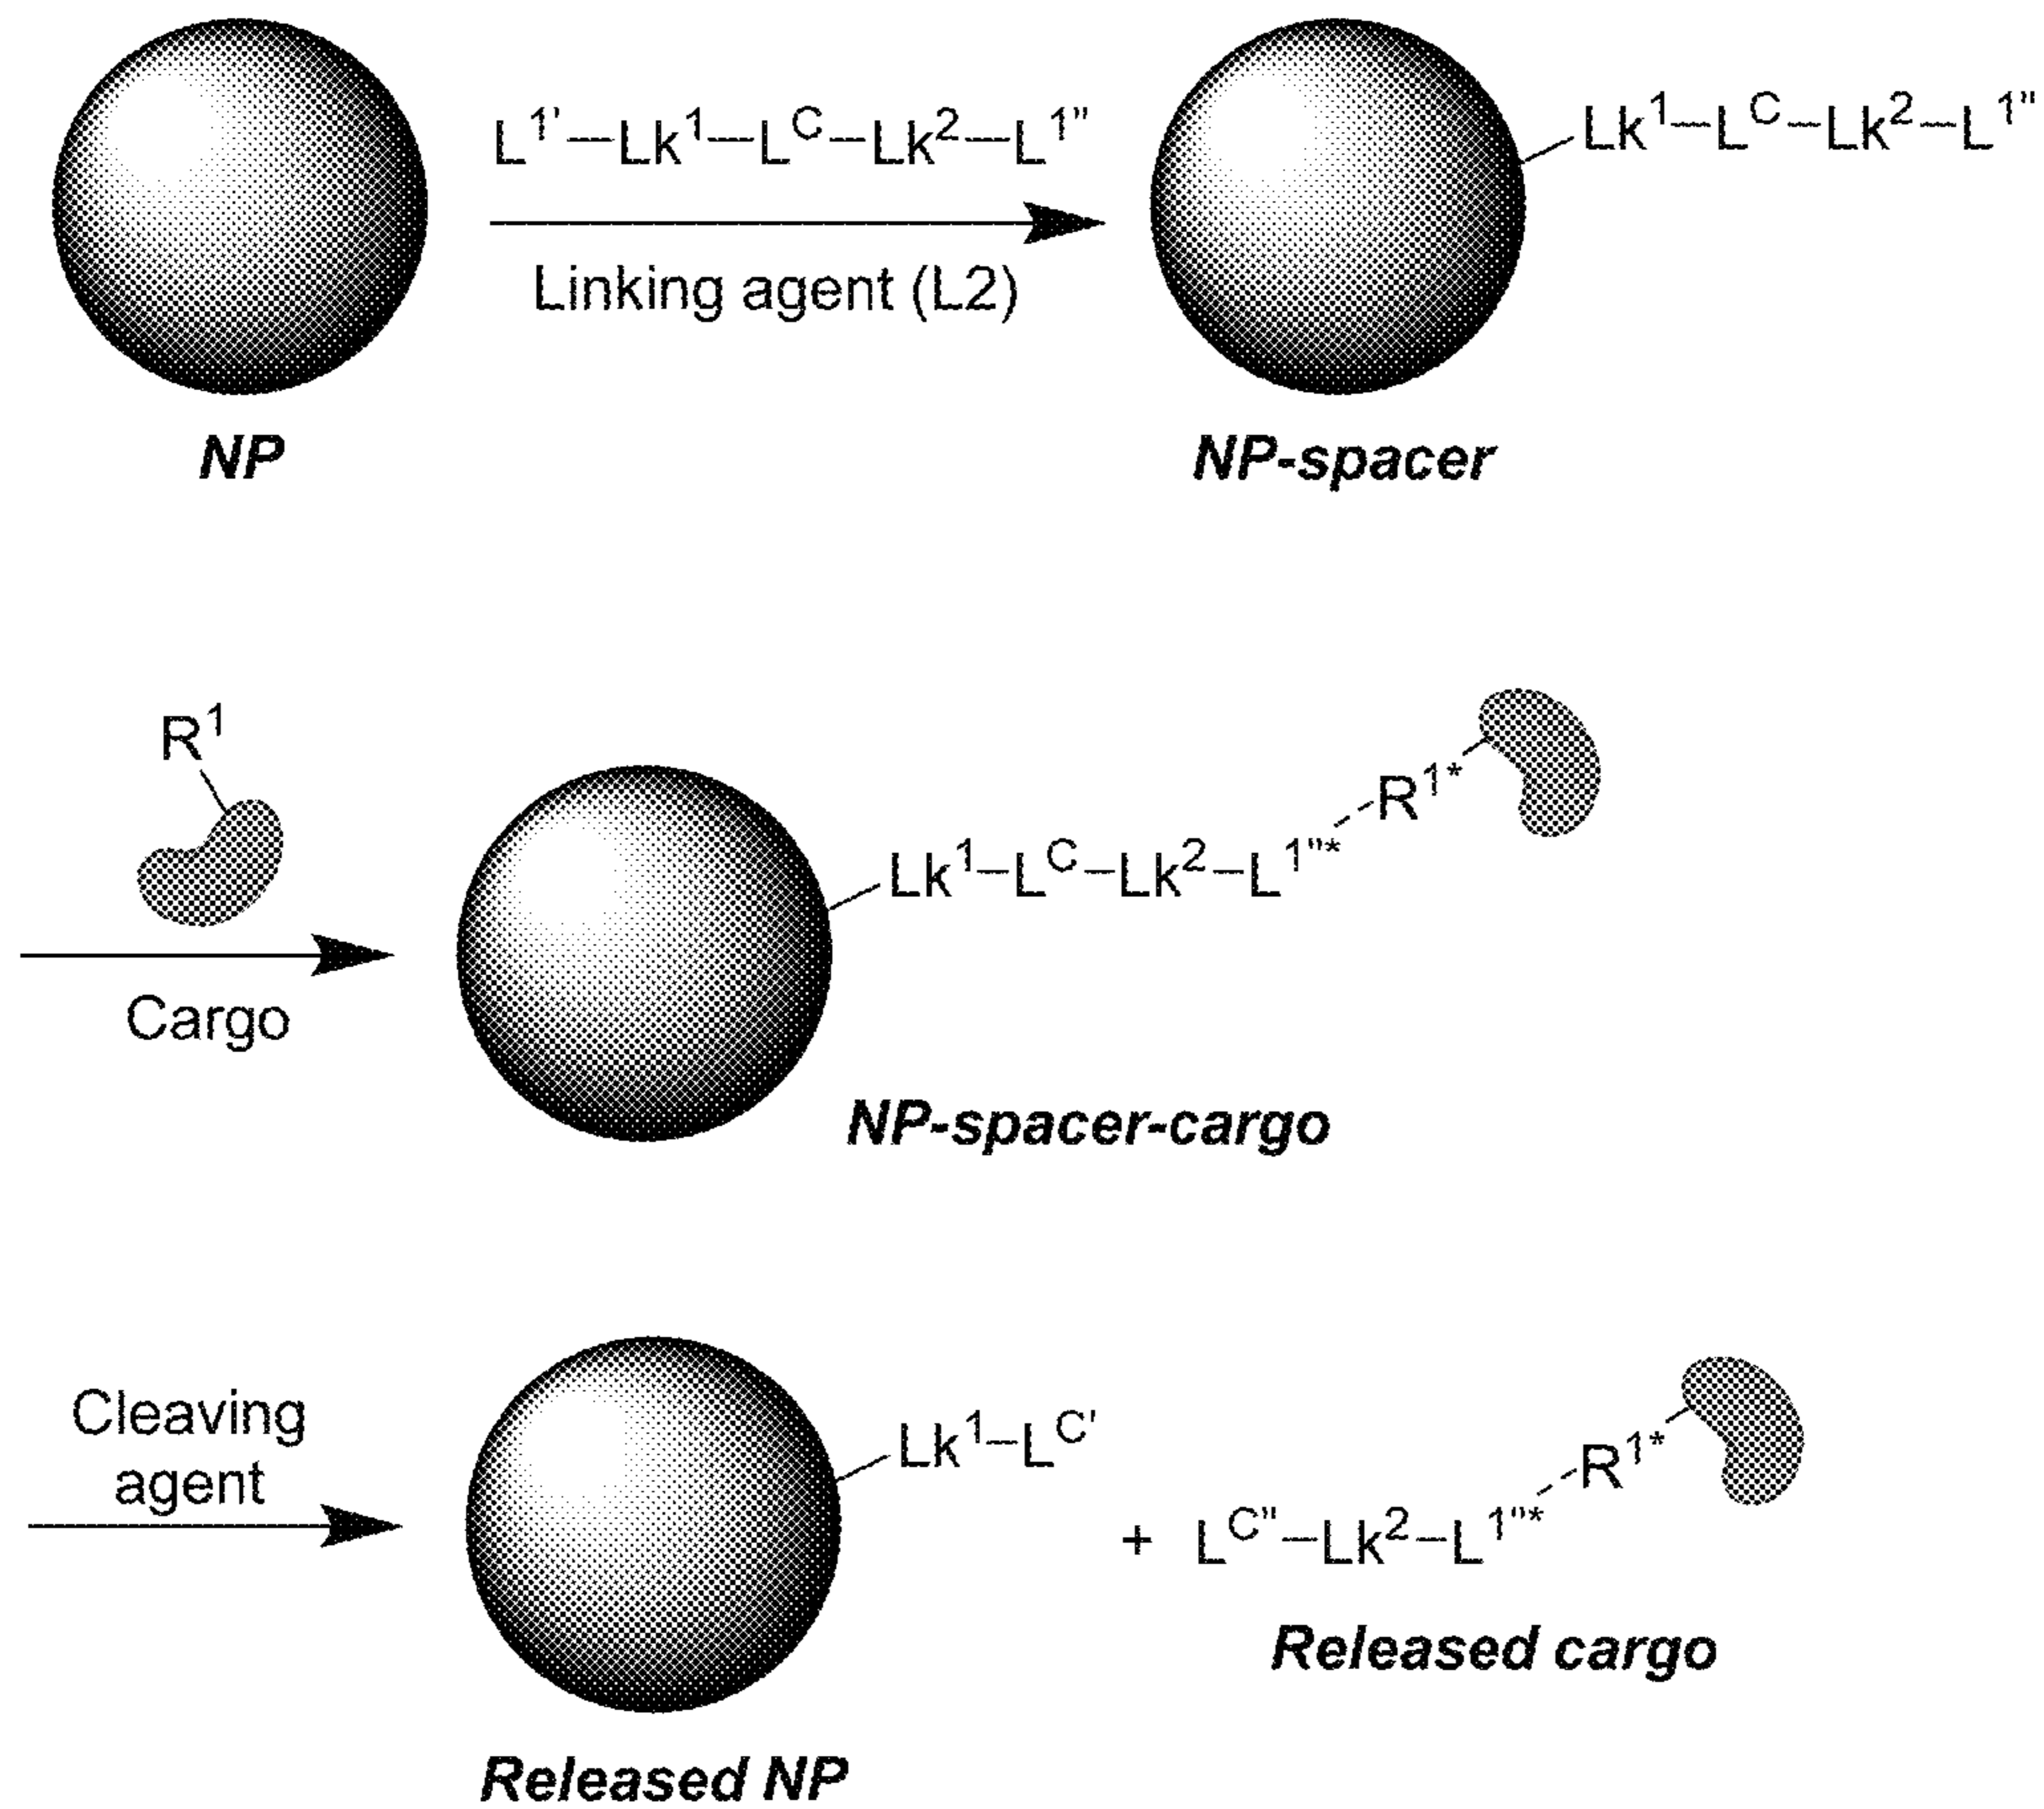 L1'—Lk1—LC—Lk2—L1"
Linking agent (L2)
Lk1—LC—Lk2—L1"
NP
NP-spacer
R1
Cargo
Lk1—LC—Lk2—L1"*--R1*
NP-spacer-cargo
Cleaving
agent
Lk1—LC'
+ LC"—Lk2—L1"*--R1*
Released cargo
Released NP